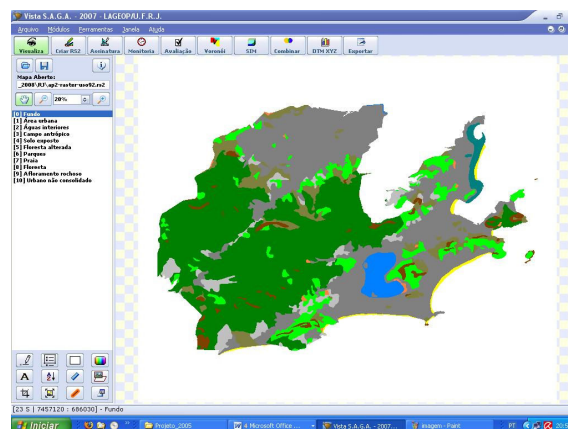 Vista S.A.G.A. - 2007 - LAGEOP/U.F.R.J.
Arquivo Módulos Ferramentas Janela Ajuda
Visualiza Criar RS2 Assinatura Monitoria Avaliação Voronói SIM Combinar DTM XYZ Exportar
Mapa Aberto:
_2008\RJ\ap2-raster-uso92.rs2
20%
[0] Fundo
[1] Área urbana
[2] Águas interiores
[3] Campo antrópico
[4] Solo exposto
[5] Floresta alterada
[6] Parques
[7] Praia
[8] Floresta
[9] Afloramento rochoso
[10] Urbano não consolidado
A
[23 S | 7457120 : 686030] - Fundo
Iniciar Projeto_2005 4 Microsoft Office ... Vista S.A.G.A. - 2007... imagem - Paint PT